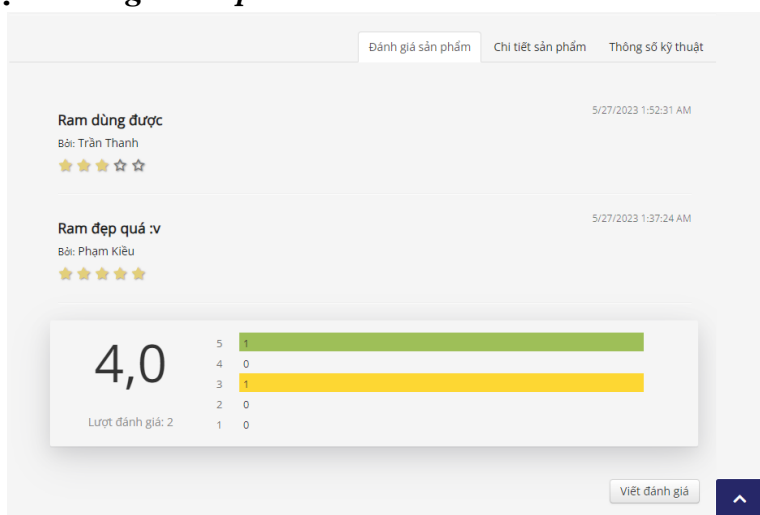 Đánh giá sản phẩm Chi tiết sản phẩm Thông số kỹ thuật
Ram dùng được 5/27/2023 1:52:31 AM
Bởi: Trần Thanh
Ram đẹp quá :v 5/27/2023 1:37:24 AM
Bởi: Phạm Kiều
4,0
Lượt đánh giá: 2
5 1
4 0
3 1
2 0
1 0
Viết đánh giá